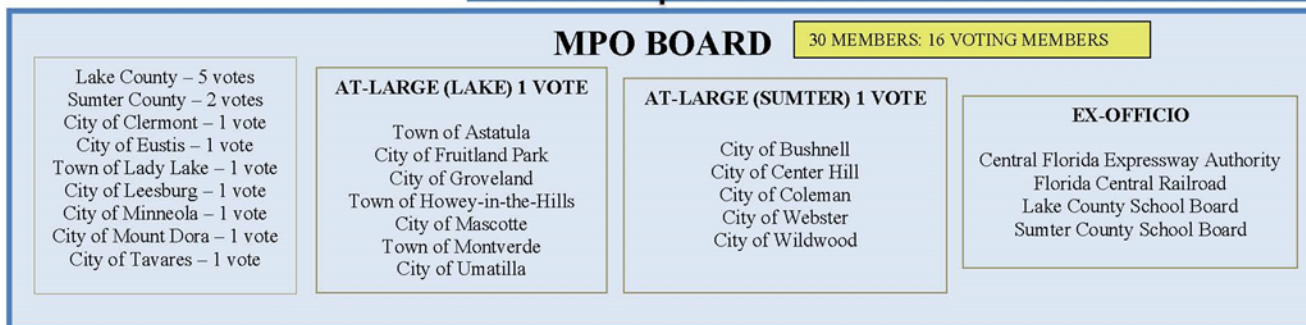 MPO BOARD
30 MEMBERS: 16 VOTING MEMBERS
Lake County – 5 votes
Sumter County – 2 votes
City of Clermont – 1 vote
City of Eustis – 1 vote
Town of Lady Lake – 1 vote
City of Leesburg – 1 vote
City of Minneola – 1 vote
City of Mount Dora – 1 vote
City of Tavares – 1 vote
AT-LARGE (LAKE) 1 VOTE
Town of Astatula
City of Fruitland Park
City of Groveland
Town of Howey-in-the-Hills
City of Mascotte
Town of Montverde
City of Umatilla
AT-LARGE (SUMTER) 1 VOTE
City of Bushnell
City of Center Hill
City of Coleman
City of Webster
City of Wildwood
EX-OFFICIO
Central Florida Expressway Authority
Florida Central Railroad
Lake County School Board
Sumter County School Board